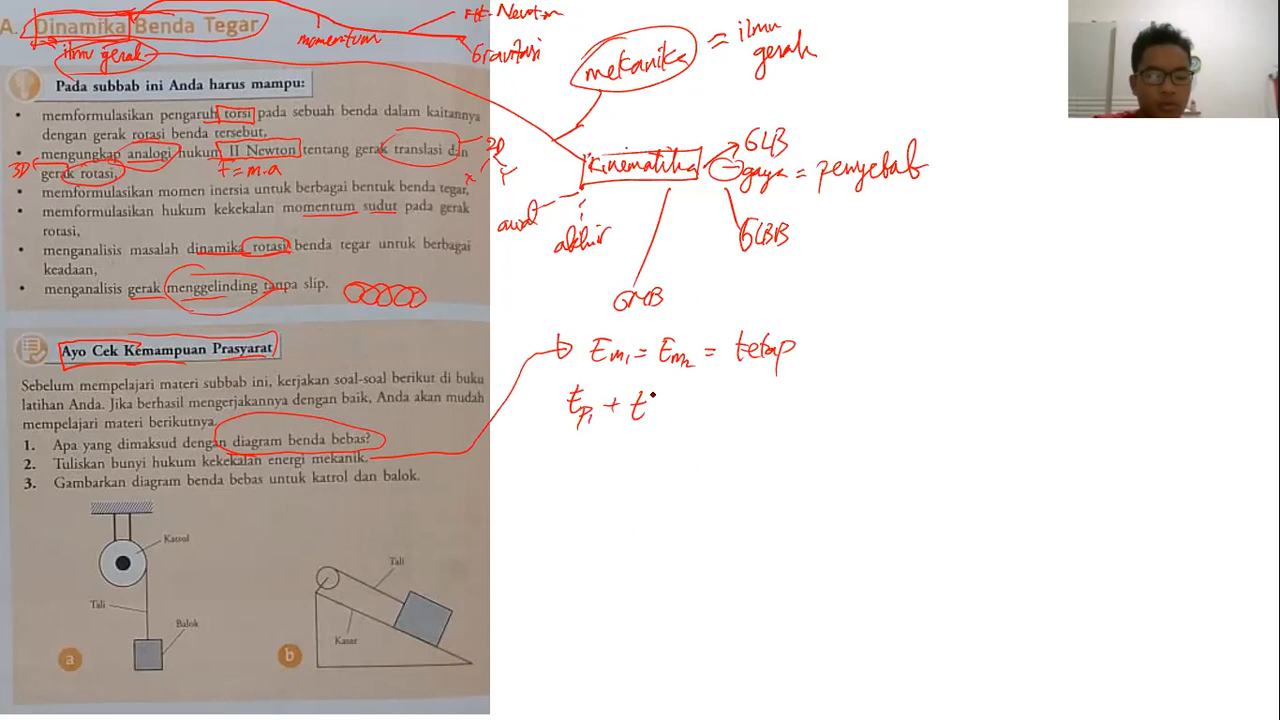 A. Dinamika Benda Tegar
ilmu gerak
momentum
Ht. Newton
Gravitasi
Pada subbab ini Anda harus mampu:
• memformulasikan pengaruh torsi pada sebuah benda dalam kaitannya
dengan gerak rotasi benda tersebut,
• mengungkap analogi hukum II Newton tentang gerak translasi dan
gerak rotasi,
3D
F = m.a
2D
x
Y
• memformulasikan momen inersia untuk berbagai bentuk benda tegar,
• memformulasikan hukum kekekalan momentum sudut pada gerak
rotasi,
• menganalisis masalah dinamika rotasi benda tegar untuk berbagai
keadaan,
• menganalisis gerak menggelinding tanpa slip.
Ayo Cek Kemampuan Prasyarat
Sebelum mempelajari materi subbab ini, kerjakan soal-soal berikut di buku
latihan Anda. Jika berhasil mengerjakannya dengan baik, Anda akan mudah
mempelajari materi berikutnya.
1. Apa yang dimaksud dengan diagram benda bebas?
2. Tuliskan bunyi hukum kekekalan energi mekanik.
3. Gambarkan diagram benda bebas untuk katrol dan balok.
Katrol
Tali
Balok
a
Tali
Kasar
b
mekanika = ilmu
gerak
Kinematika
GLB
gaya = penyebab
GLBB
awal
akhir
GMB
Em1 = Em2 = tetap
Ep1 + E